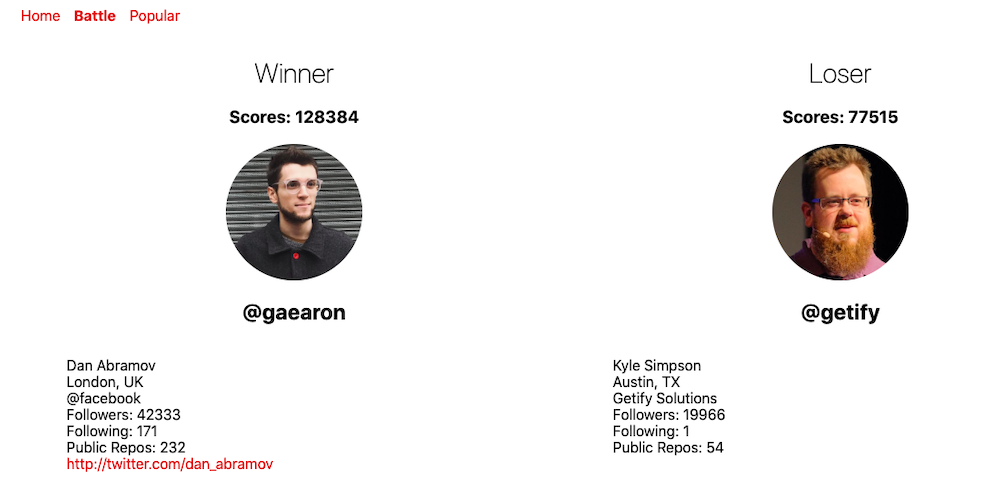 Home Battle Popular
Winner
Scores: 128384
@gaearon
Dan Abramov
London, UK
@facebook
Followers: 42333
Following: 171
Public Repos: 232
http://twitter.com/dan_abramov
Loser
Scores: 77515
@getify
Kyle Simpson
Austin, TX
Getify Solutions
Followers: 19966
Following: 1
Public Repos: 54